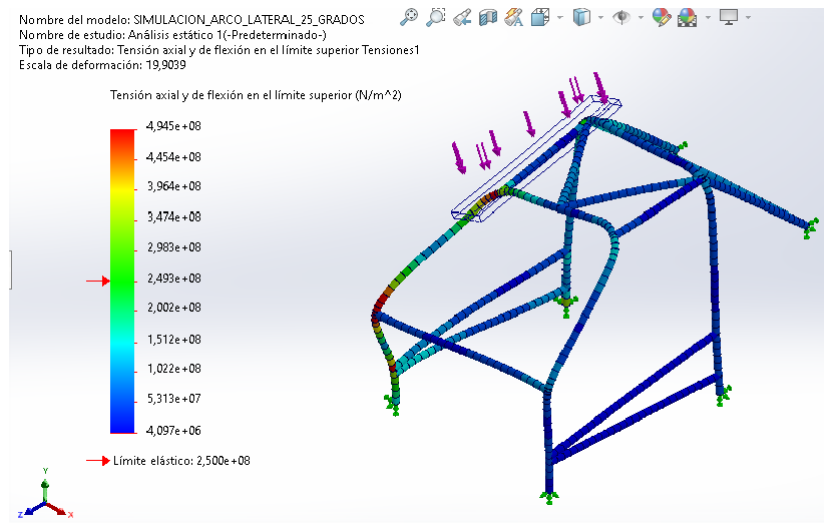 Nombre del modelo: SIMULACION_ARCO_LATERAL_25_GRADOS
Nombre de estudio: Análisis estático 1(-Predeterminado-)
Tipo de resultado: Tensión axial y de flexión en el límite superior Tensiones1
Escala de deformación: 19,9039
Tensión axial y de flexión en el límite superior (N/m^2)
4,945e+08
4,454e+08
3,964e+08
3,474e+08
2,983e+08
2,493e+08
2,002e+08
1,512e+08
1,022e+08
5,313e+07
4,097e+06
Límite elástico: 2,500e+08
Y
Z
X